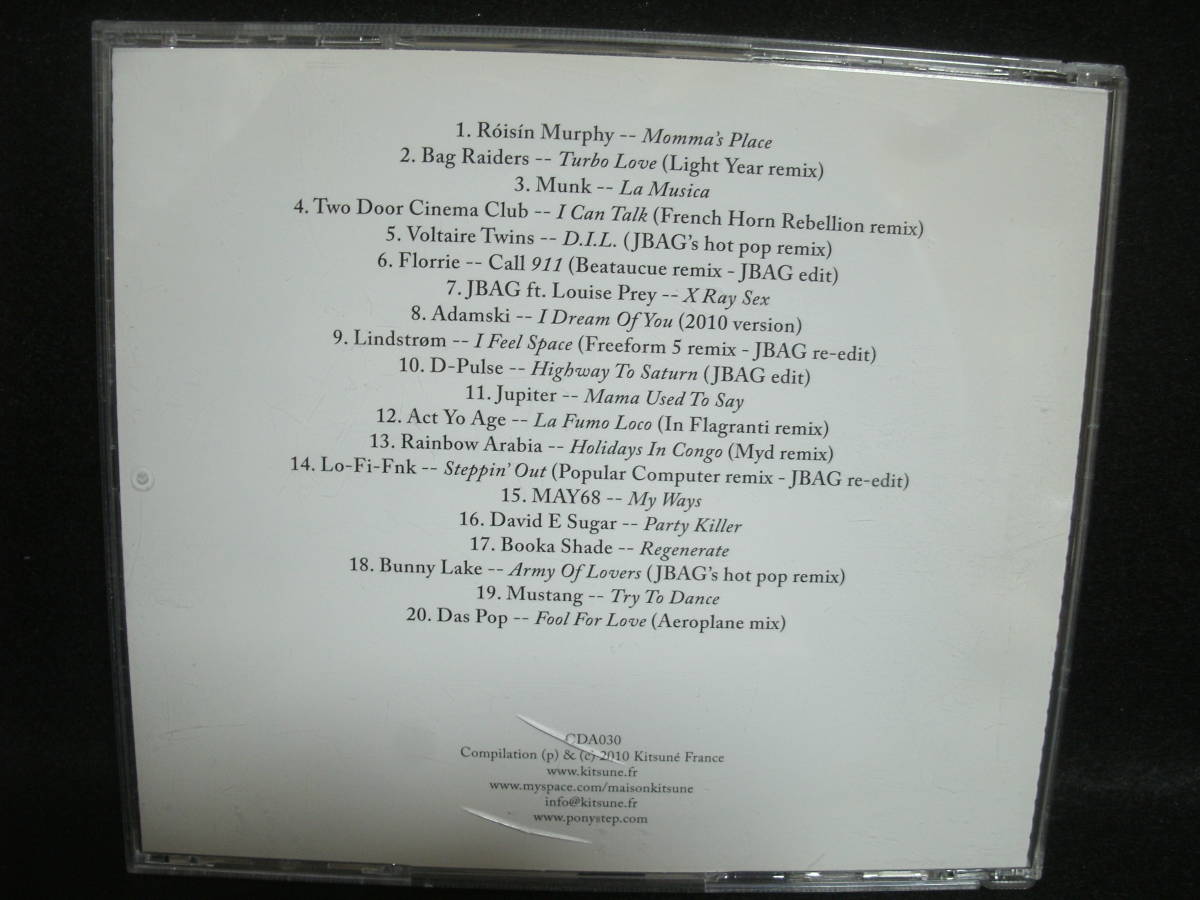 1. Róisín Murphy -- Momma's Place
2. Bag Raiders -- Turbo Love (Light Year remix)
3. Munk -- La Musica
4. Two Door Cinema Club -- I Can Talk (French Horn Rebellion remix)
5. Voltaire Twins -- D.I.L. (JBAG's hot pop remix)
6. Florrie -- Call 911 (Beataucue remix - JBAG edit)
7. JBAG ft. Louise Prey -- X Ray Sex
8. Adamski -- I Dream Of You (2010 version)
9. Lindstrøm -- I Feel Space (Freeform 5 remix - JBAG re-edit)
10. D-Pulse -- Highway To Saturn (JBAG edit)
11. Jupiter -- Mama Used To Say
12. Act Yo Age -- La Fumo Loco (In Flagranti remix)
13. Rainbow Arabia -- Holidays In Congo (Myd remix)
14. Lo-Fi-Fnk -- Steppin' Out (Popular Computer remix - JBAG re-edit)
15. MAY68 -- My Ways
16. David E Sugar -- Party Killer
17. Booka Shade -- Regenerate
18. Bunny Lake -- Army Of Lovers (JBAG's hot pop remix)
19. Mustang -- Try To Dance
20. Das Pop -- Fool For Love (Aeroplane mix)
CDA030
Compilation (p) & (c) 2010 Kitsuné France
www.kitsune.fr
www.myspace.com/maisonkitsune
info@kitsune.fr
www.ponystep.com